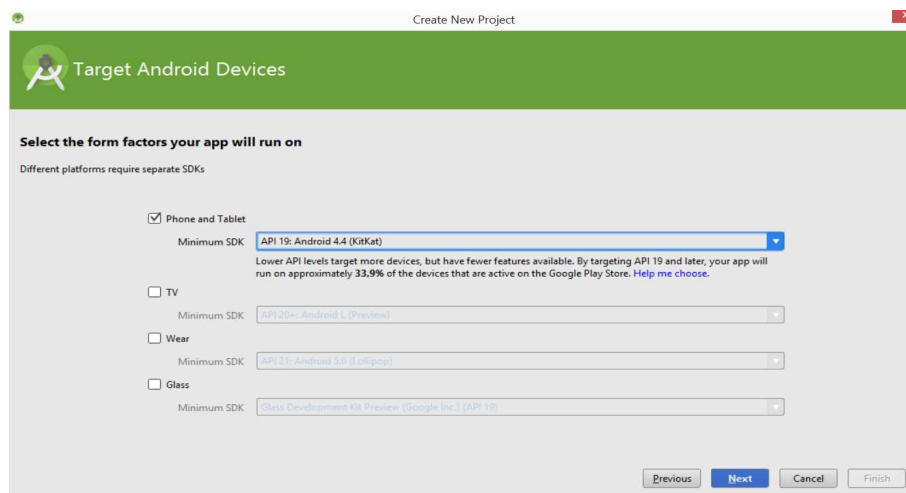 Create New Project
Target Android Devices
Select the form factors your app will run on
Different platforms require separate SDKs
Phone and Tablet
Minimum SDK API 19: Android 4.4 (KitKat)
Lower API levels target more devices, but have fewer features available. By targeting API 19 and later, your app will
run on approximately 33,9% of the devices that are active on the Google Play Store. Help me choose.
TV
Minimum SDK API 20+: Android L (Preview)
Wear
Minimum SDK API 21: Android 5.0 (Lollipop)
Glass
Minimum SDK Glass Development Kit Preview (Google Inc.) (API 19)
Previous Next Cancel Finish